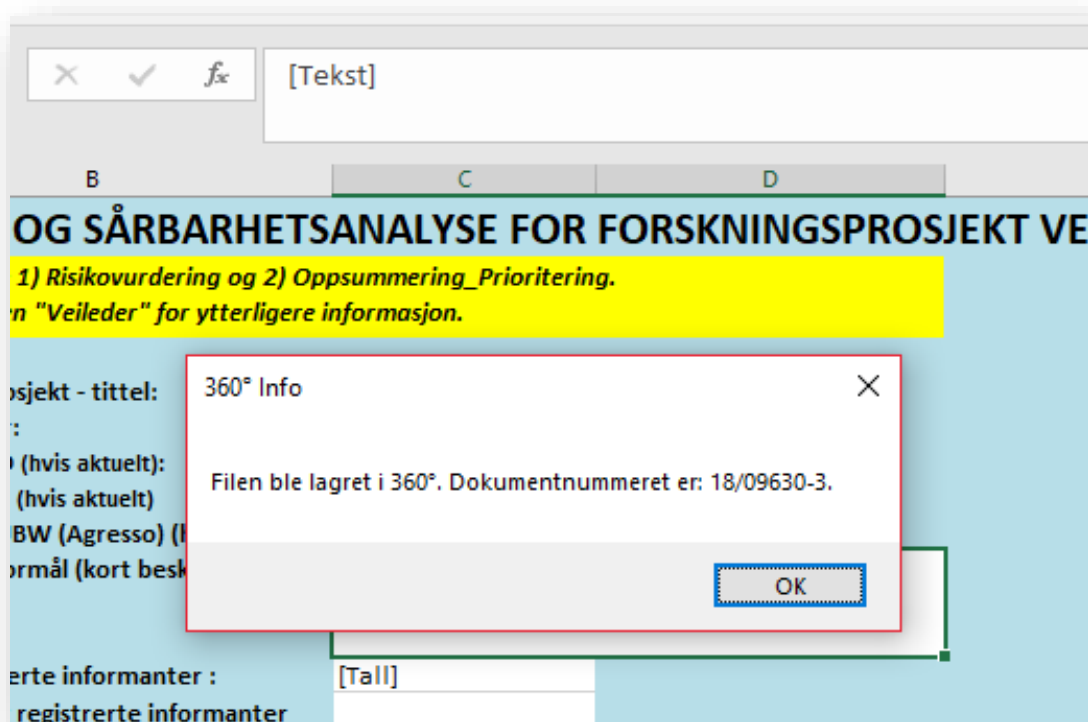 fx [Tekst]
B C D
OG SÅRBARHETSANALYSE FOR FORSKNINGSPROSJEKT VE
1) Risikovurdering og 2) Oppsummering_Prioritering.
n "Veileder" for ytterligere informasjon.
osjekt - tittel:
:
(hvis aktuelt):
(hvis aktuelt)
BW (Agresso) (h
ormål (kort besk
360° Info
Filen ble lagret i 360°. Dokumentnummeret er: 18/09630-3.
OK
erte informanter : [Tall]
registrerte informanter